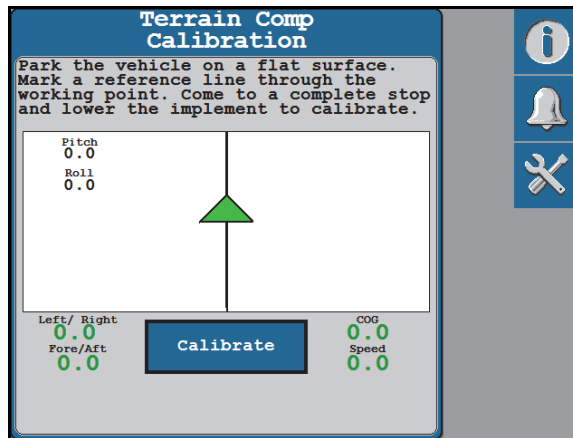 Terrain Comp
Calibration
Park the vehicle on a flat surface.
Mark a reference line through the
working point. Come to a complete stop
and lower the implement to calibrate.
Pitch
0.0
Roll
0.0
Left/ Right
0.0
Fore/Aft
0.0
Calibrate
COG
0.0
Speed
0.0